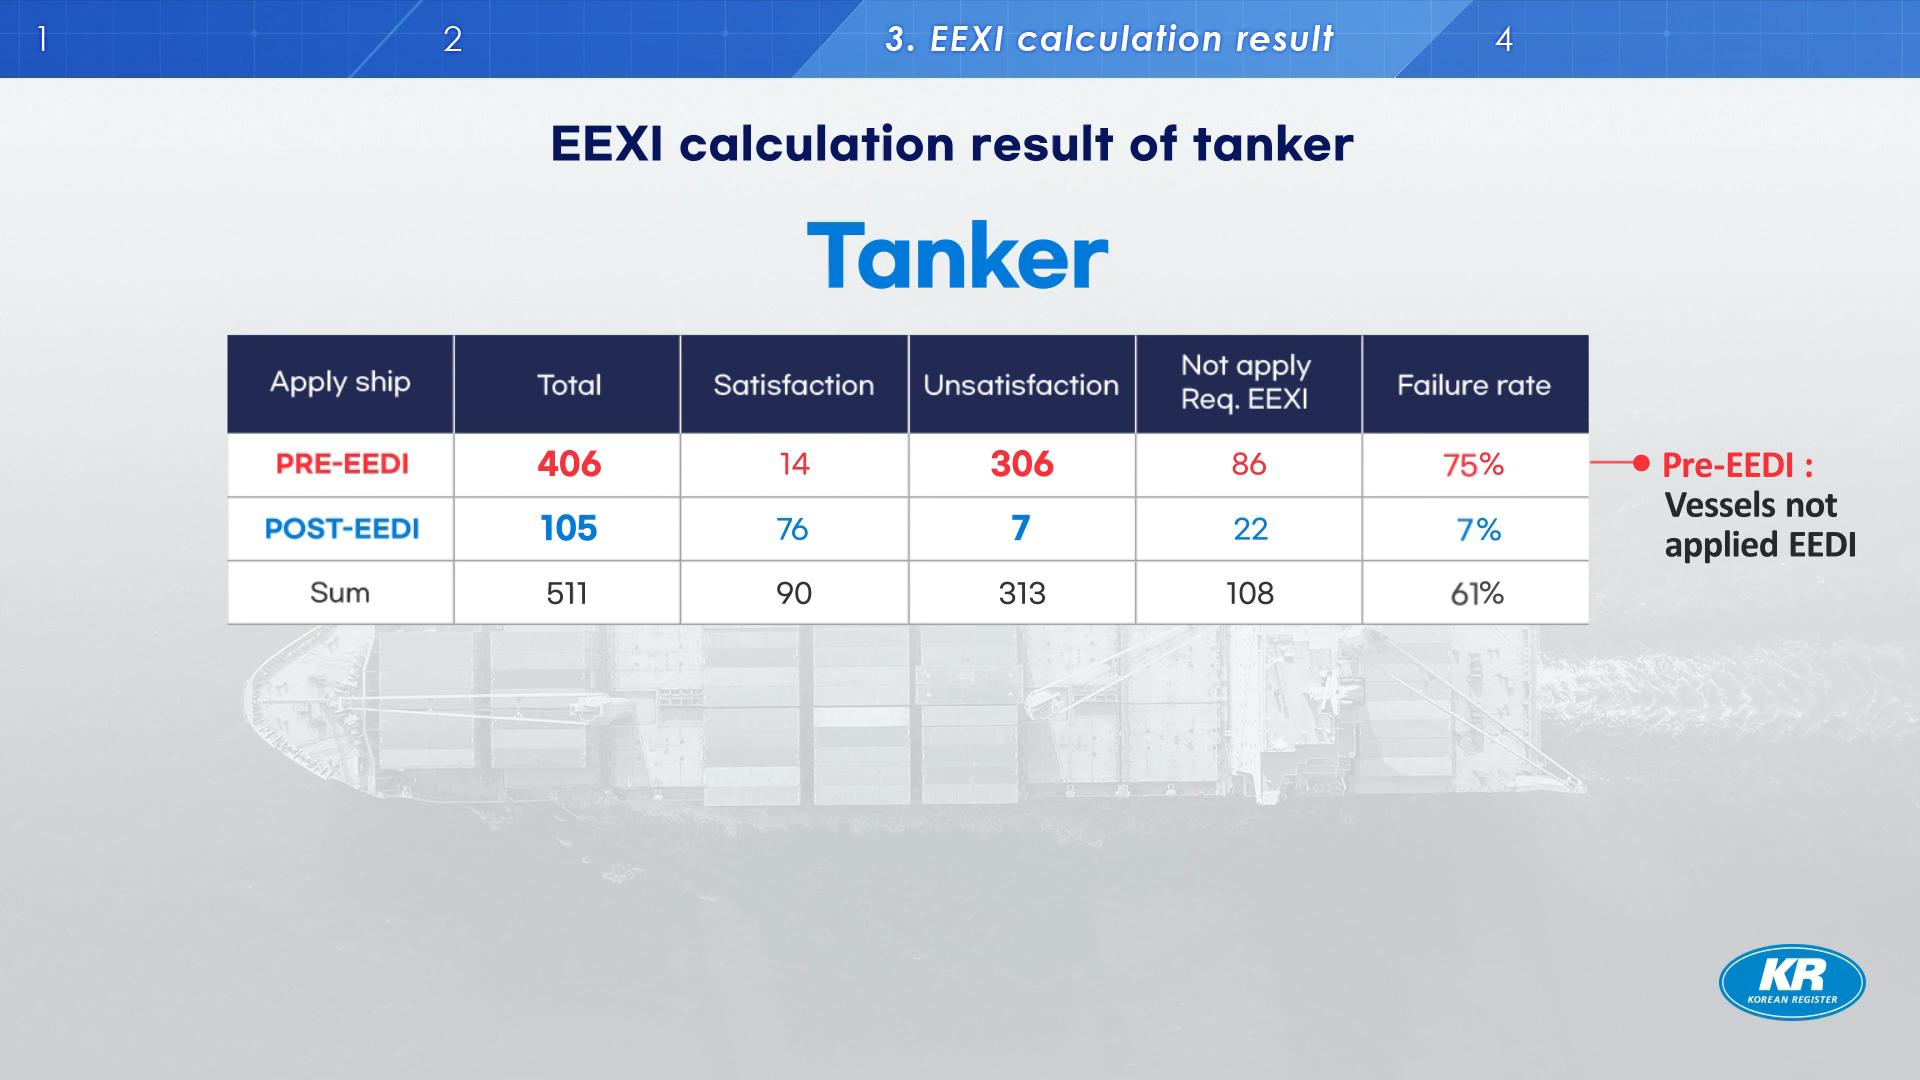 1
2
3. EEXI calculation result
4
EEXI calculation result of tanker
Tanker
Apply ship Total Satisfaction Unsatisfaction Not apply Req. EEXI Failure rate
PRE-EEDI 406 14 306 86 75%
POST-EEDI 105 76 7 22 7%
Sum 511 90 313 108 61%
Pre-EEDI :
Vessels not
applied EEDI
KR
KOREAN REGISTER